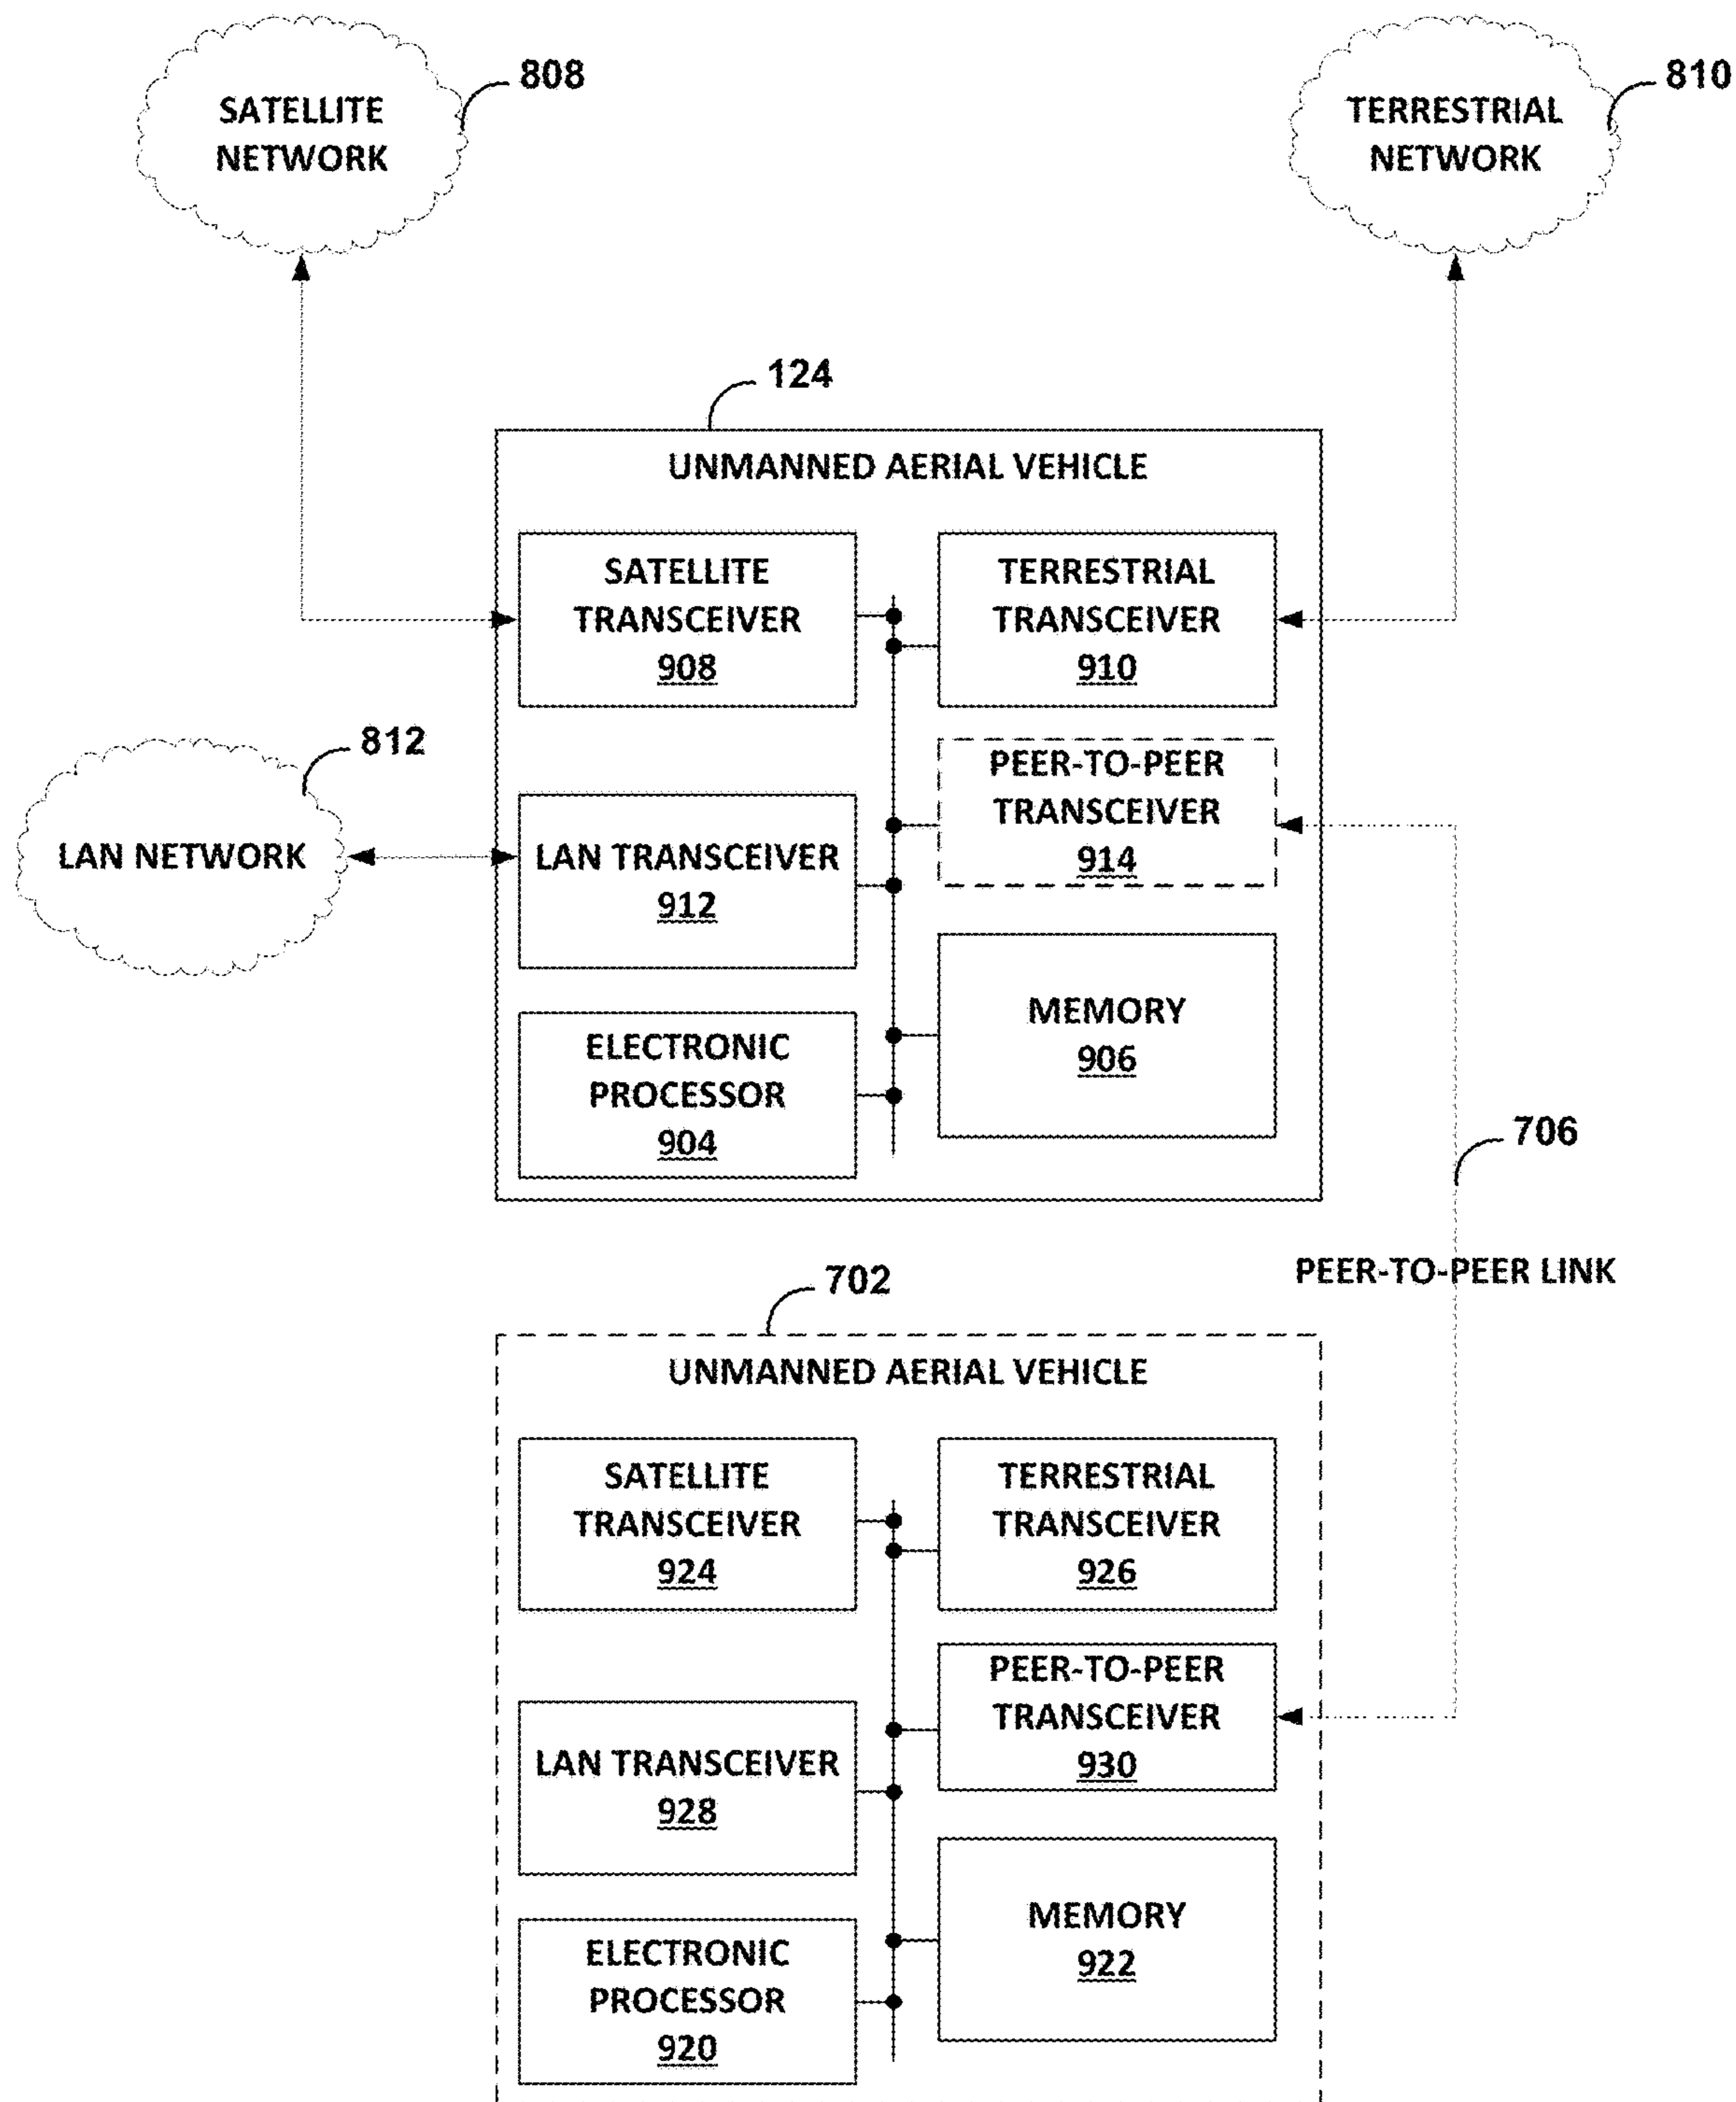 808
SATELLITE
NETWORK
810
TERRESTRIAL
NETWORK
124
UNMANNED AERIAL VEHICLE
SATELLITE
TRANSCEIVER
908
TERRESTRIAL
TRANSCEIVER
910
812
LAN NETWORK
PEER-TO-PEER
TRANSCEIVER
914
LAN TRANSCEIVER
912
MEMORY
906
ELECTRONIC
PROCESSOR
904
706
PEER-TO-PEER LINK
702
UNMANNED AERIAL VEHICLE
SATELLITE
TRANSCEIVER
924
TERRESTRIAL
TRANSCEIVER
926
PEER-TO-PEER
TRANSCEIVER
930
LAN TRANSCEIVER
928
MEMORY
922
ELECTRONIC
PROCESSOR
920